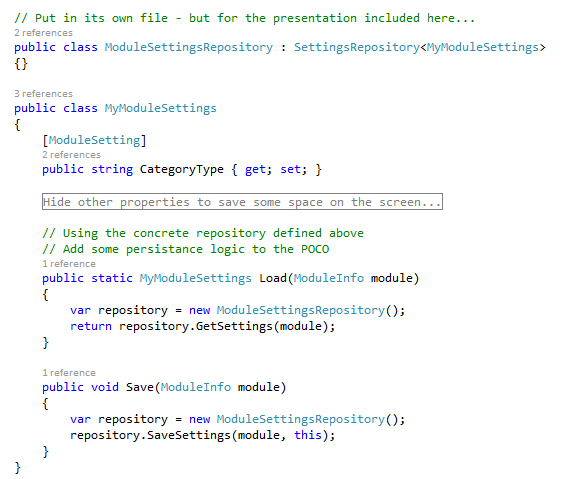 // Put in its own file - but for the presentation included here...
2 references
public class ModuleSettingsRepository : SettingsRepository<MyModuleSettings>
{}
3 references
public class MyModuleSettings
{
[ModuleSetting]
2 references
public string CategoryType { get; set; }
Hide other properties to save some space on the screen...
// Using the concrete repository defined above
// Add some persistance logic to the POCO
1 reference
public static MyModuleSettings Load(ModuleInfo module)
{
var repository = new ModuleSettingsRepository();
return repository.GetSettings(module);
}
1 reference
public void Save(ModuleInfo module)
{
var repository = new ModuleSettingsRepository();
repository.SaveSettings(module, this);
}
}